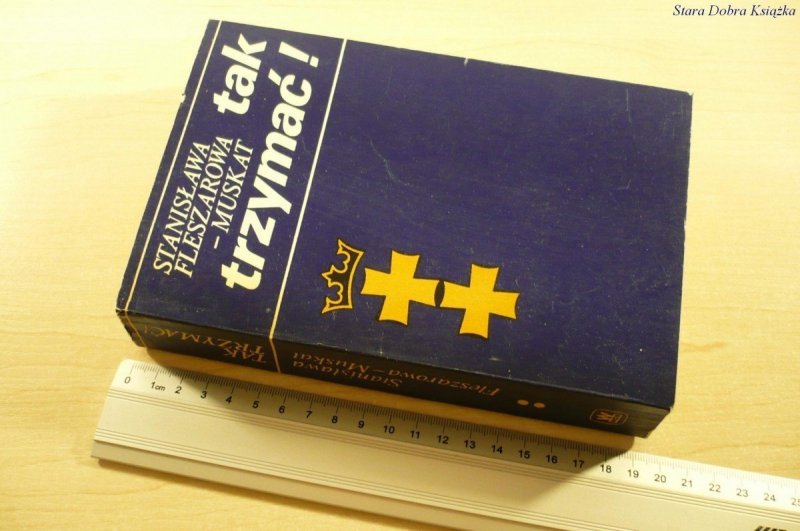 Stara Dobra Książka
STANISŁAWA
FLESZAROWA
- MUSKAT
tak
trzymać!
TAK
TRZYMAĆ!
Stanisława
Fleszarowa - Muskat
0 1cm 2 3 4 5 6 7 8 9 10 11 12 13 14 15 16 17 18 19 20 21 22 23 24 25